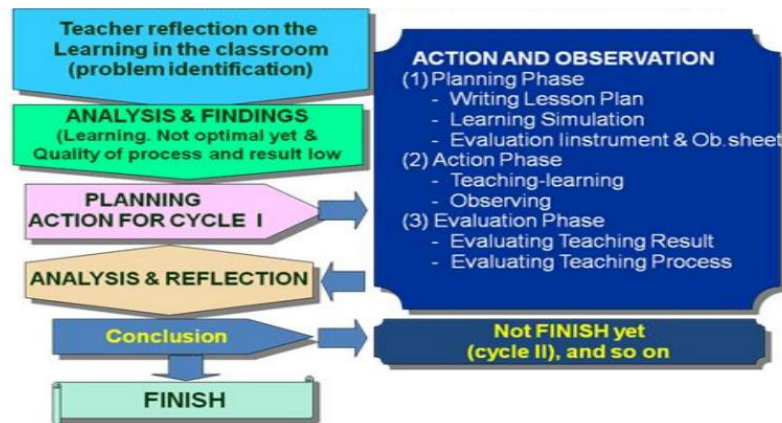 Teacher reflection on the
Learning in the classroom
(problem identification)
ANALYSIS & FINDINGS
(Learning. Not optimal yet &
Quality of process and result low
PLANNING
ACTION FOR CYCLE I
ANALYSIS & REFLECTION
Conclusion
FINISH
ACTION AND OBSERVATION
(1) Planning Phase
- Writing Lesson Plan
- Learning Simulation
- Evaluation Iinstrument & Ob.sheet
(2) Action Phase
- Teaching-learning
- Observing
(3) Evaluation Phase
- Evaluating Teaching Result
- Evaluating Teaching Process
Not FINISH yet
(cycle II), and so on